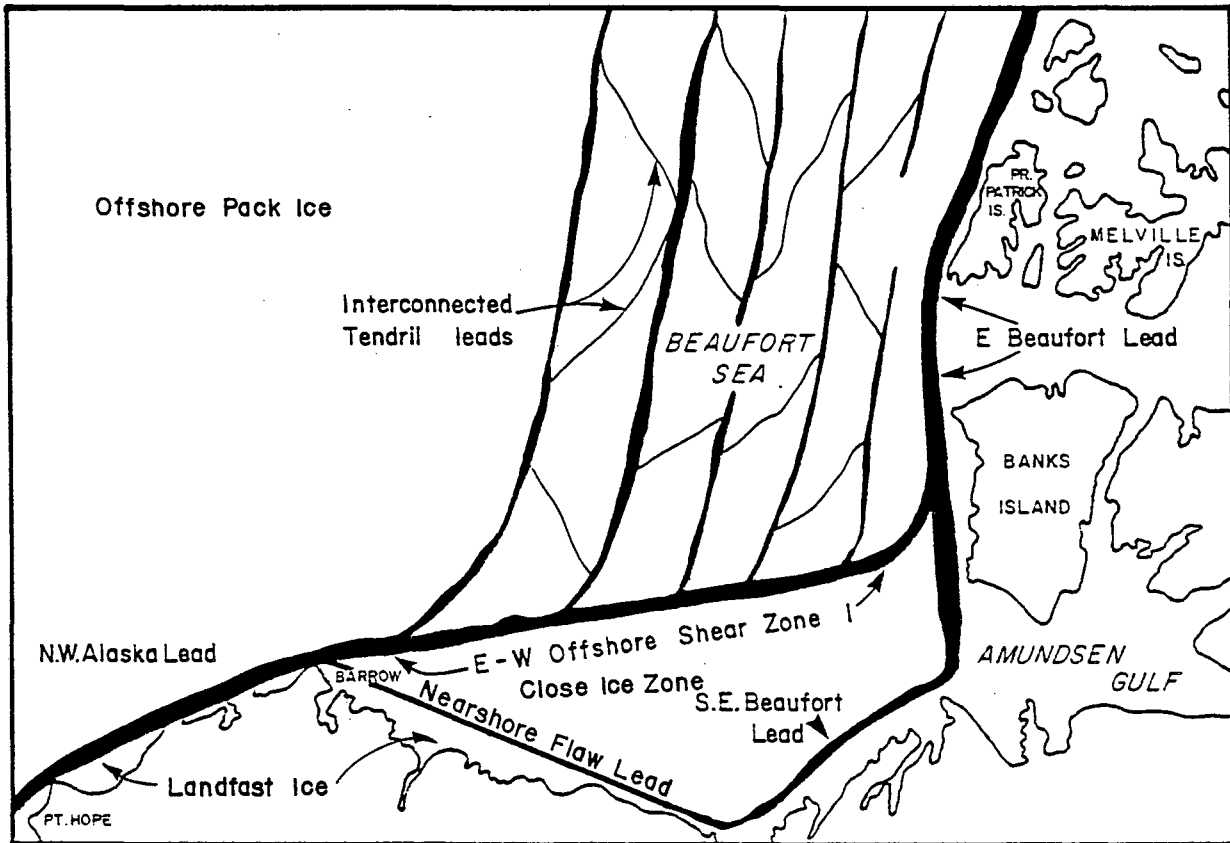 Offshore Pack Ice
PR.
PATRICK
IS.
MELVILLE
IS.
Interconnected
Tendril leads
BEAUFORT
SEA
E Beaufort Lead
BANKS
ISLAND
N.W. Alaska Lead
E-W Offshore Shear Zone
Close Ice Zone
BARROW
Nearshore Flaw Lead
S.E. Beaufort
Lead
AMUNDSEN
GULF
Landfast Ice
PT. HOPE